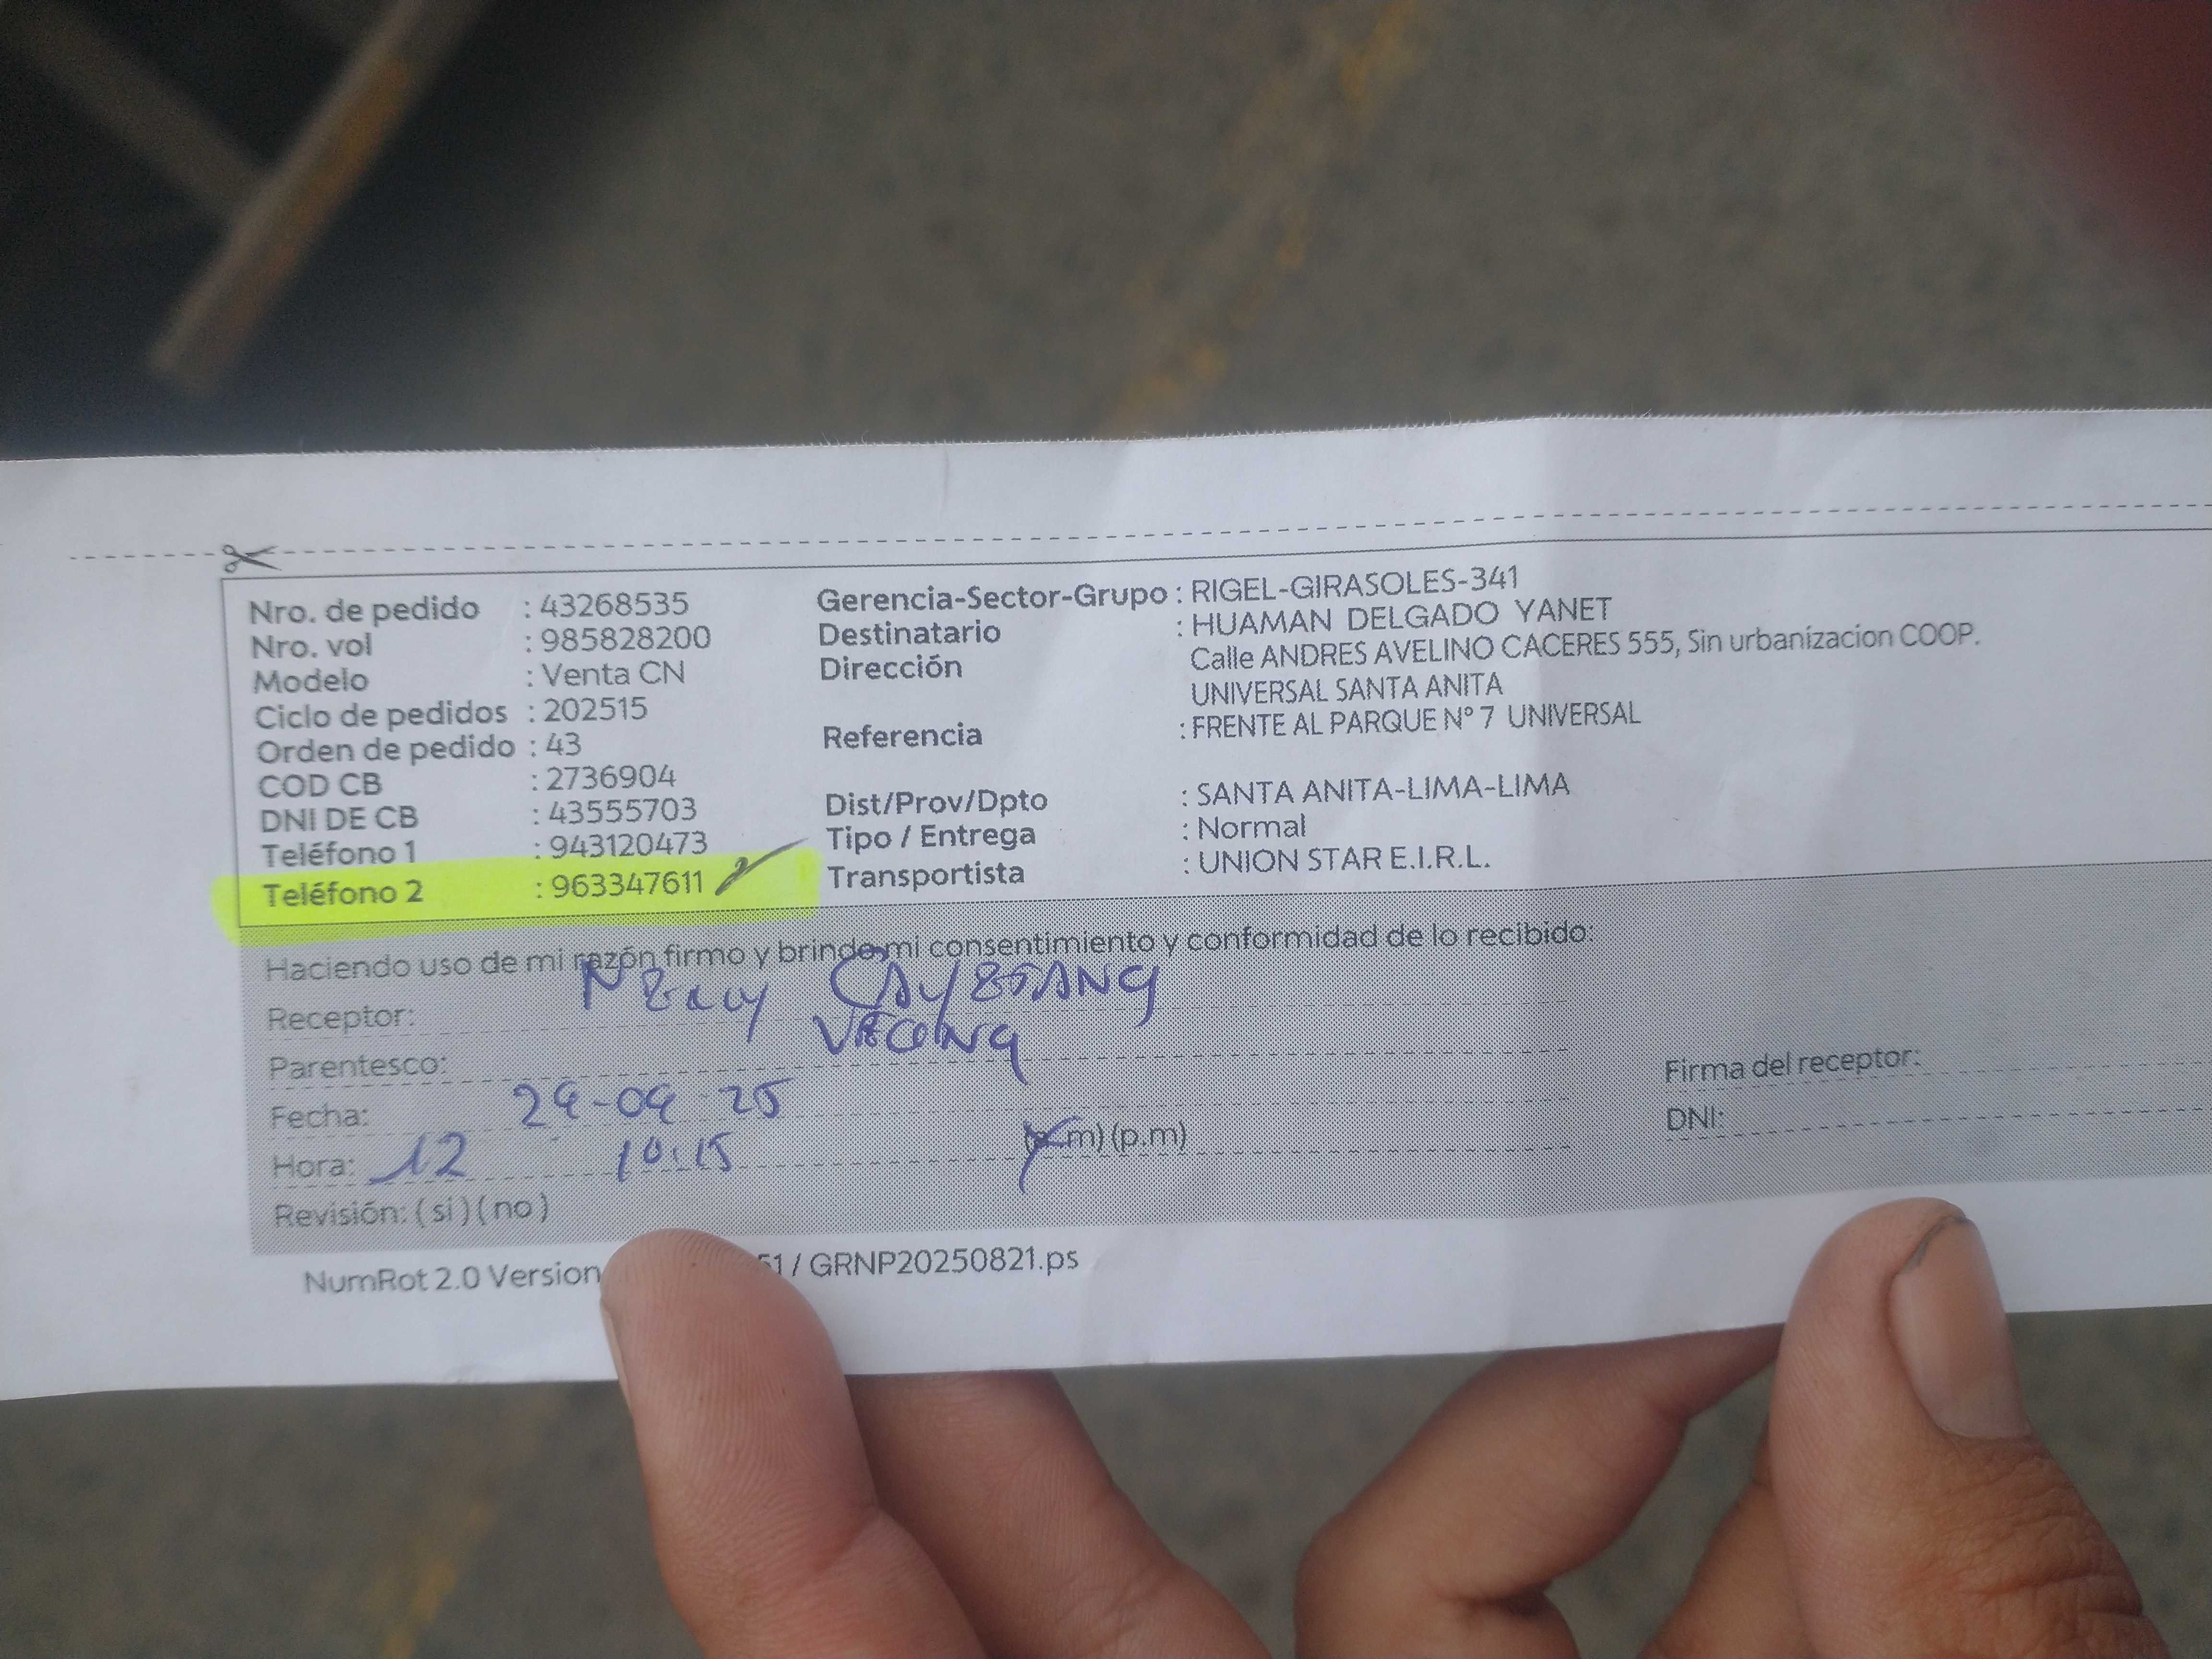 Nro. de pedido : 43268535
Nro. vol : 985828200
Modelo : Venta CN
Ciclo de pedidos : 202515
Orden de pedido : 43
COD CB : 2736904
DNI DE CB : 43555703
Teléfono 1 : 943120473
Teléfono 2 : 963347611
Gerencia-Sector-Grupo : RIGEL-GIRASOLES-341
Destinatario : HUAMAN DELGADO YANET
Dirección Calle ANDRES AVELINO CACERES 555, Sin urbanizacion COOP.
UNIVERSAL SANTA ANITA
Referencia : FRENTE AL PARQUE N° 7 UNIVERSAL
Dist/Prov/Dpto : SANTA ANITA-LIMA-LIMA
Tipo / Entrega : Normal
Transportista : UNION STAR E.I.R.L.
Haciendo uso de mi razón firmo y brindo mi consentimiento y conformidad de lo recibido:
Receptor:
Parentesco:
Fecha: 29-09 25
Hora: 12 10:15 m) (p.m)
Revisión: ( si ) ( no )
Firma del receptor:
DNI:
NumRot 2.0 Version 51 / GRNP20250821.ps